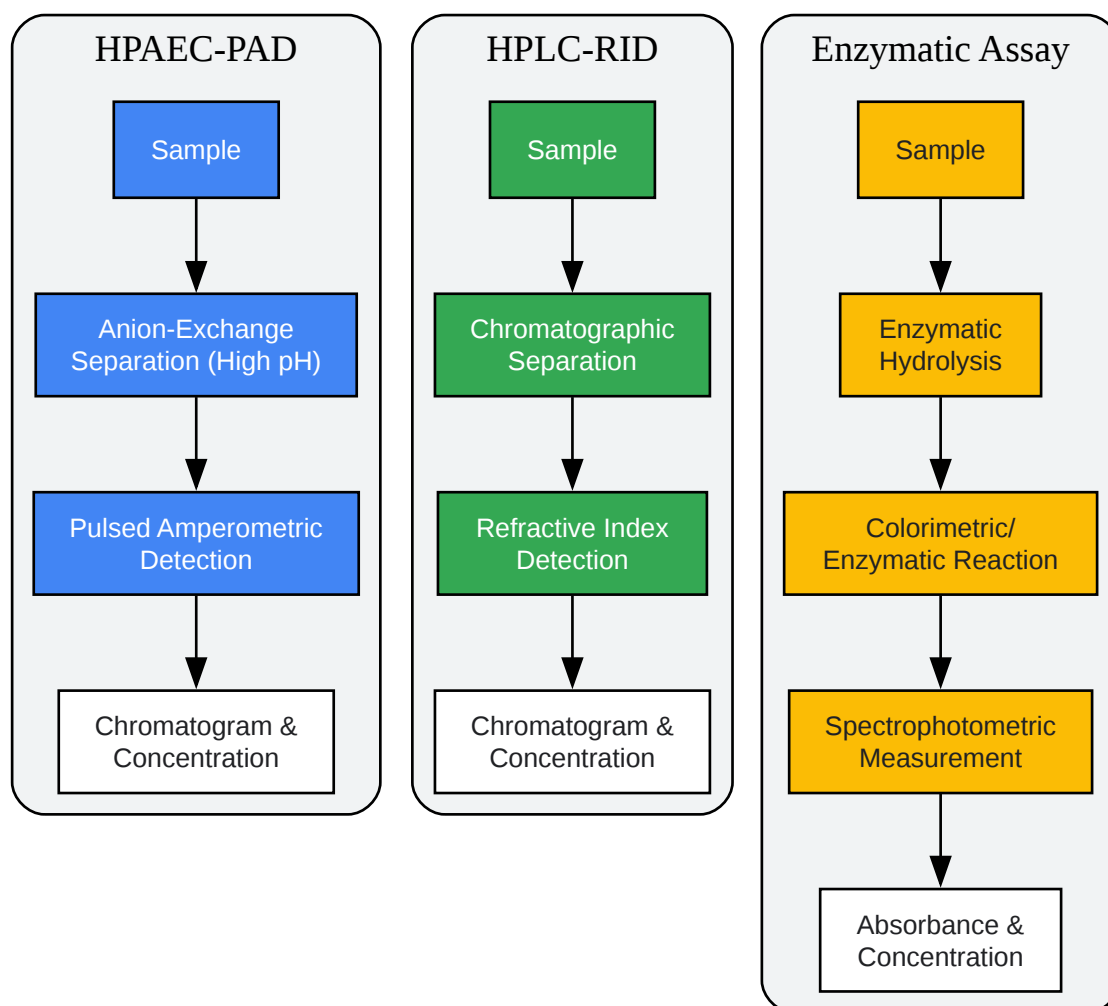 HPAEC-PAD
Sample
Anion-Exchange
Separation (High pH)
Pulsed Amperometric
Detection
Chromatogram &
Concentration
HPLC-RID
Sample
Chromatographic
Separation
Refractive Index
Detection
Chromatogram &
Concentration
Enzymatic Assay
Sample
Enzymatic
Hydrolysis
Colorimetric/
Enzymatic Reaction
Spectrophotometric
Measurement
Absorbance &
Concentration